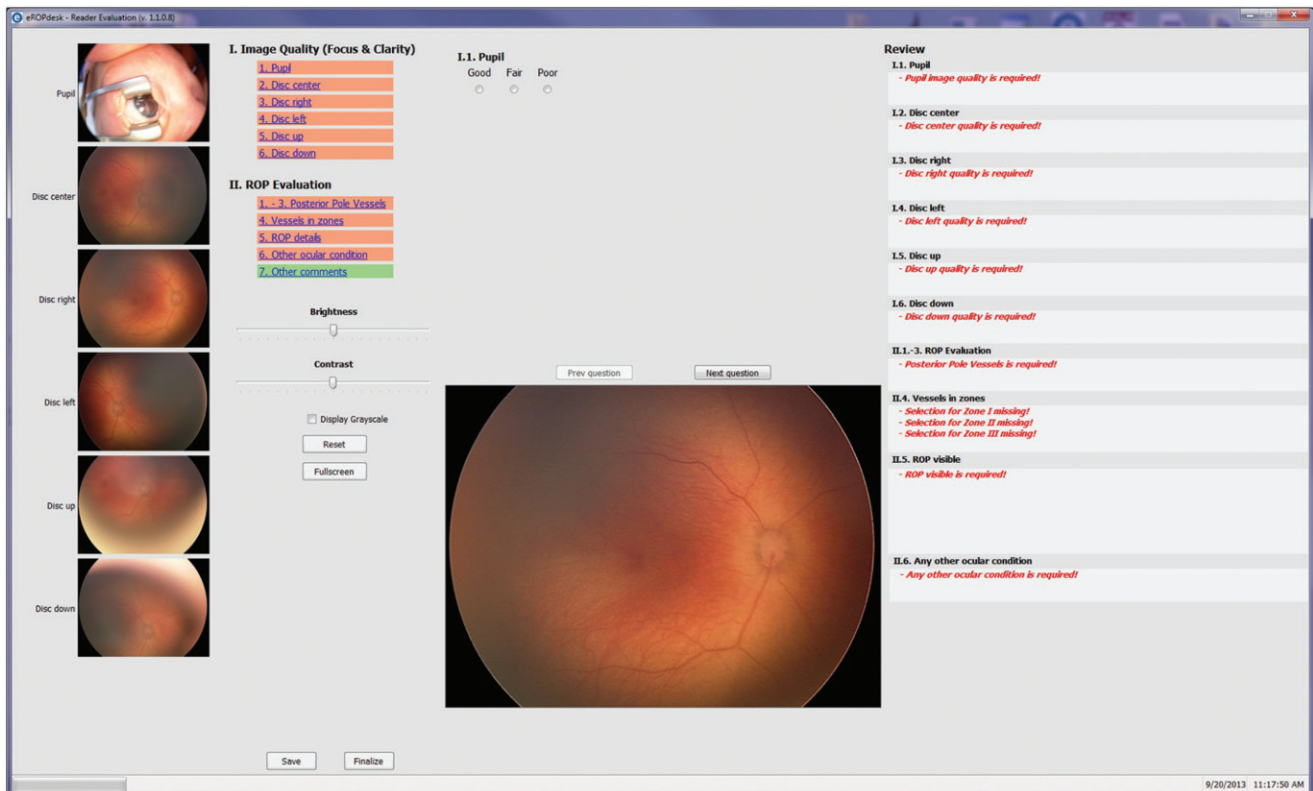 eROPdesk - Reader Evaluation (v. 1.1.0.8)
Pupil
Disc center
Disc right
Disc left
Disc up
Disc down
I. Image Quality (Focus & Clarity)
1. Pupil
2. Disc center
3. Disc right
4. Disc left
5. Disc up
6. Disc down
II. ROP Evaluation
1. - 3. Posterior Pole Vessels
4. Vessels in zones
5. ROP details
6. Other ocular condition
7. Other comments
Brightness
Contrast
Display Grayscale
Reset
Fullscreen
Save
Finalize
I.1. Pupil
Good Fair Poor
Prev question
Next question
Review
I.1. Pupil
- Pupil image quality is required!
I.2. Disc center
- Disc center quality is required!
I.3. Disc right
- Disc right quality is required!
I.4. Disc left
- Disc left quality is required!
I.5. Disc up
- Disc up quality is required!
I.6. Disc down
- Disc down quality is required!
II.1.-3. ROP Evaluation
- Posterior Pole Vessels is required!
II.4. Vessels in zones
- Selection for Zone I missing!
- Selection for Zone II missing!
- Selection for Zone III missing!
II.5. ROP visible
- ROP visible is required!
II.6. Any other ocular condition
- Any other ocular condition is required!
9/20/2013 11:17:50 AM